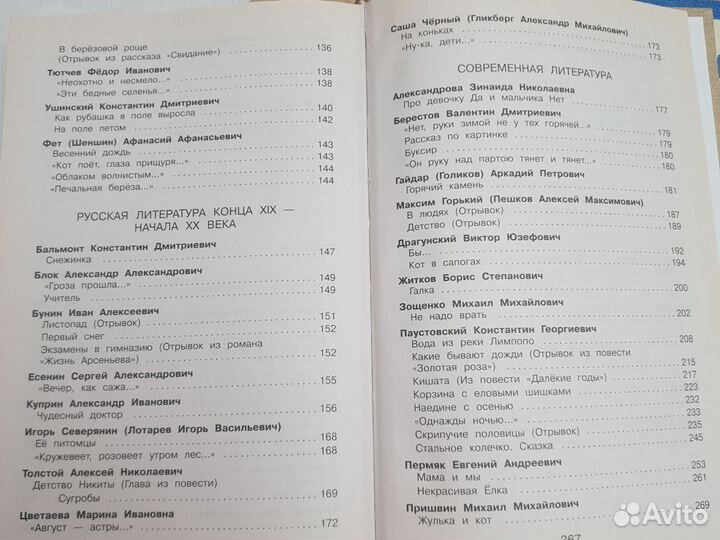 В берёзовой роще
(Отрывок из рассказа «Свидание») 136
Тютчев Фёдор Иванович
«Неохотно и несмело...» 138
«Эти бедные селенья...» 138
Ушинский Константин Дмитриевич
Как рубашка в поле выросла 140
На поле летом 142
Фет (Шеншин) Афанасий Афанасьевич
Весенний дождь 143
«Кот поёт, глаза прищуря...» 143
«Облаком волнистым...» 144
«Печальная берёза...» 144
РУССКАЯ ЛИТЕРАТУРА КОНЦА XIX —
НАЧАЛА XX ВЕКА
Бальмонт Константин Дмитриевич
Снежинка 147
Блок Александр Александрович
«Гроза прошла...» 149
Учитель 149
Бунин Иван Алексеевич
Листопад (Отрывок) 151
Первый снег 152
Экзамены в гимназию (Отрывок из романа
«Жизнь Арсеньева») 152
Есенин Сергей Александрович
«Вечер, как сажа...» 155
Куприн Александр Иванович
Чудесный доктор 156
Игорь Северянин (Лотарев Игорь Васильевич)
Её питомцы 168
«Кружевеет, розовеет утром лес...» 168
Толстой Алексей Николаевич
Детство Никиты (Глава из повести)
Сугробы 169
Цветаева Марина Ивановна
«Август — астры...» 172
Саша Чёрный (Гликберг Александр Михайлович)
На коньках 173
«Ну-ка, дети...» 173
СОВРЕМЕННАЯ ЛИТЕРАТУРА
Александрова Зинаида Николаевна
Про девочку Да и мальчика Нет 177
Берестов Валентин Дмитриевич
«Нет, руки зимой не у тех горячей...» 179
Рассказ по картинке 179
Буксир 180
«Он руку над партою тянет и тянет...» 180
Гайдар (Голиков) Аркадий Петрович
Горячий камень 181
Максим Горький (Пешков Алексей Максимович)
В людях (Отрывок) 187
Детство (Отрывок) 189
Драгунский Виктор Юзефович
Бы... 192
Кот в сапогах 194
Житков Борис Степанович
Галка 200
Зощенко Михаил Михайлович
Не надо врать 202
Паустовский Константин Георгиевич
Вода из реки Лимпопо 208
Какие бывают дожди (Отрывок из повести
«Золотая роза») 215
Кишата (Из повести «Далёкие годы») 217
Корзина с еловыми шишками 223
Наедине с осенью 232
«Однажды ночью...» 233
Скрипучие половицы (Отрывок) 235
Стальное колечко. Сказка 245
Пермяк Евгений Андреевич
Мама и мы 253
Некрасивая Ёлка 261
Пришвин Михаил Михайлович
Жулька и кот 269
267
Avito